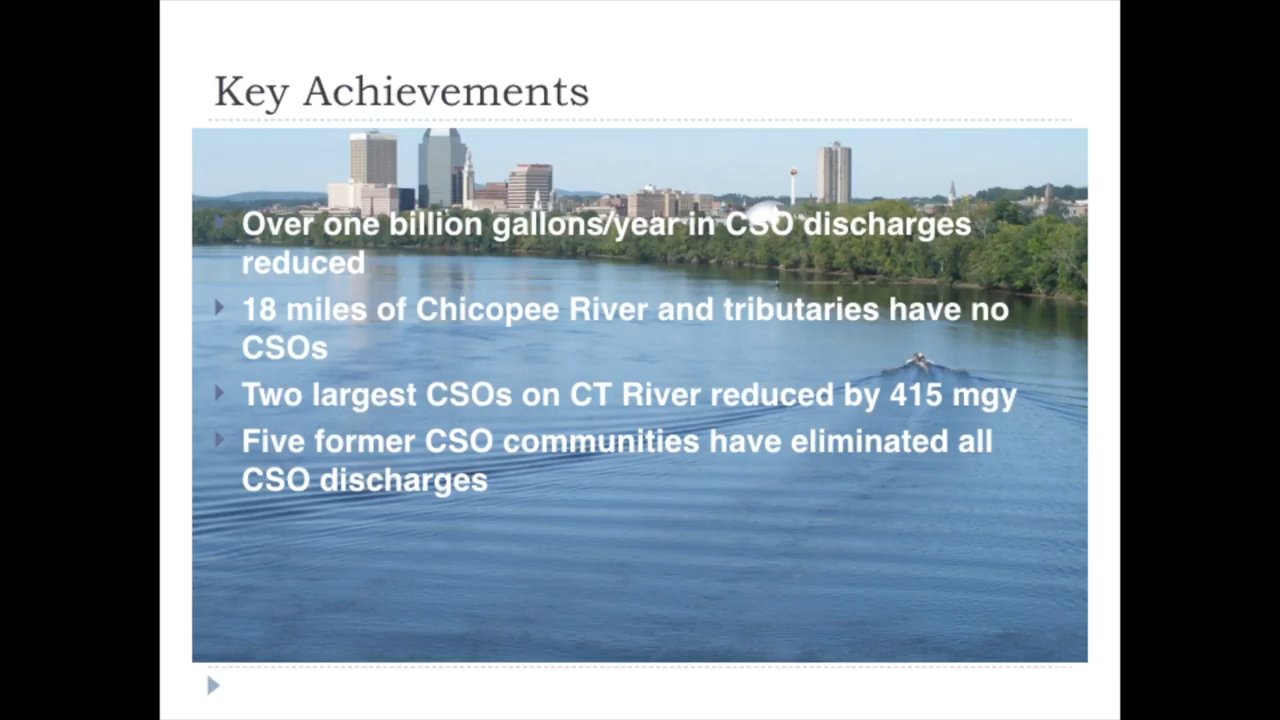 Key Achievements
Over one billion gallons/year in CSO discharges
reduced
18 miles of Chicopee River and tributaries have no
CSOs
Two largest CSOs on CT River reduced by 415 mgy
Five former CSO communities have eliminated all
CSO discharges